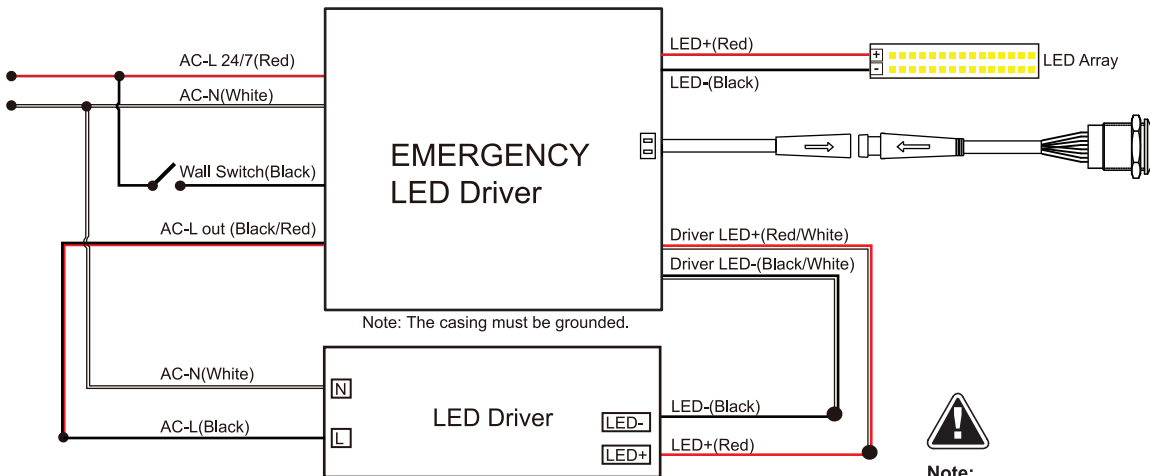 AC-L 24/7(Red)
AC-N(White)
Wall Switch(Black)
AC-L out (Black/Red)
EMERGENCY
LED Driver
LED+(Red)
LED-(Black)
+
-
LED Array
Driver LED+(Red/White)
Driver LED-(Black/White)
Note: The casing must be grounded.
AC-N(White)
N
AC-L(Black)
L
LED Driver
LED-
LED+
LED-(Black)
LED+(Red)
!
Note: